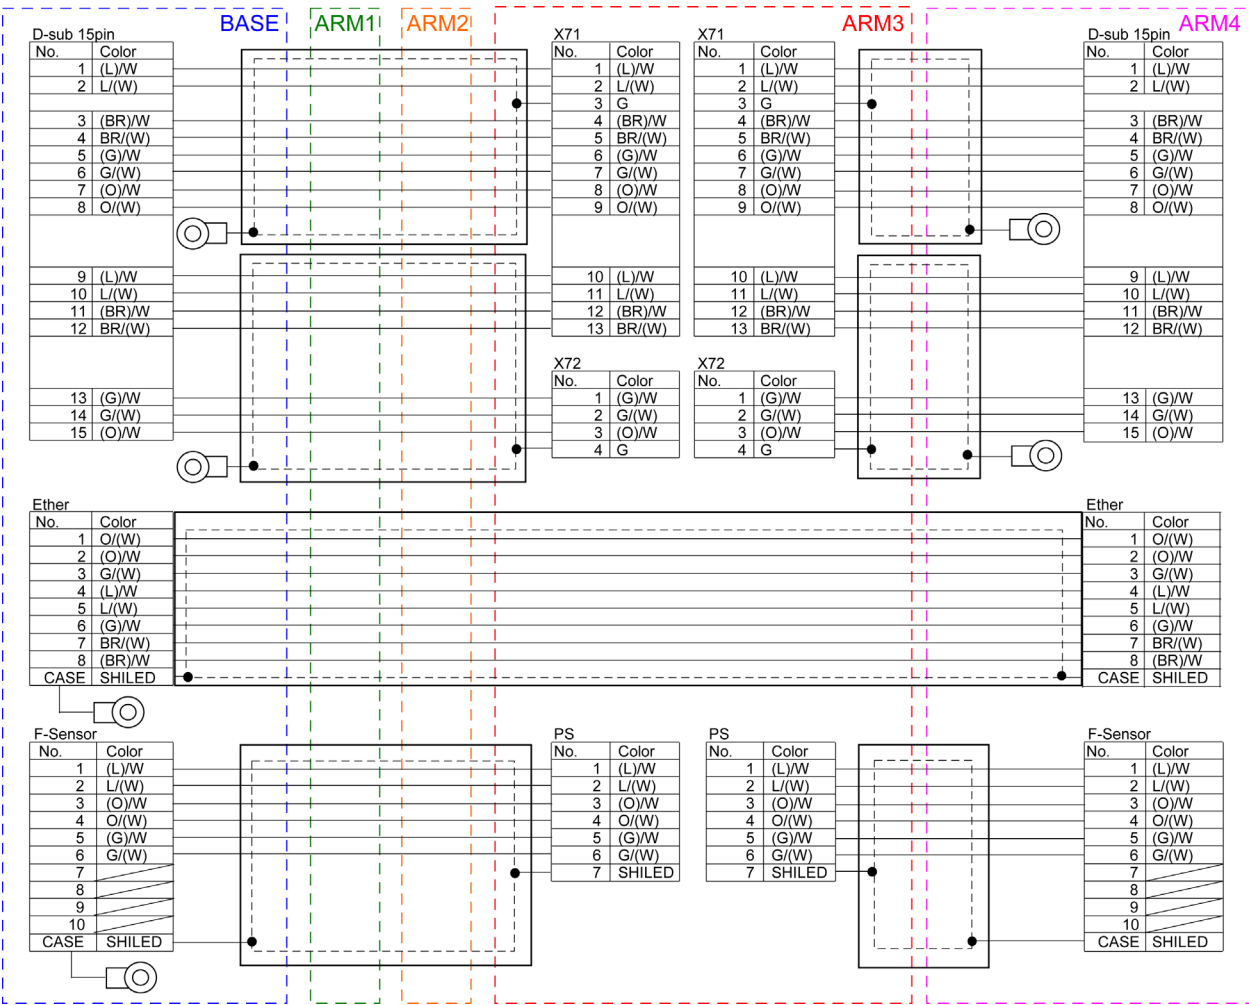 BASE ARM1 ARM2 ARM3 ARM4
D-sub 15pin X71 X71 D-sub 15pin
No. Color No. Color No. Color No. Color
1 (L)/W 1 (L)/W 1 (L)/W 1 (L)/W
2 L/(W) 2 L/(W) 2 L/(W) 2 L/(W)
3 G 3 G
3 (BR)/W 4 (BR)/W 4 (BR)/W 3 (BR)/W
4 BR/(W) 5 BR/(W) 5 BR/(W) 4 BR/(W)
5 (G)/W 6 (G)/W 6 (G)/W 5 (G)/W
6 G/(W) 7 G/(W) 7 G/(W) 6 G/(W)
7 (O)/W 8 (O)/W 8 (O)/W 7 (O)/W
8 O/(W) 9 O/(W) 9 O/(W) 8 O/(W)
9 (L)/W 10 (L)/W 10 (L)/W 9 (L)/W
10 L/(W) 11 L/(W) 11 L/(W) 10 L/(W)
11 (BR)/W 12 (BR)/W 12 (BR)/W 11 (BR)/W
12 BR/(W) 13 BR/(W) 13 BR/(W) 12 BR/(W)
X72 X72
No. Color No. Color
13 (G)/W 1 (G)/W 1 (G)/W 13 (G)/W
14 G/(W) 2 G/(W) 2 G/(W) 14 G/(W)
15 (O)/W 3 (O)/W 3 (O)/W 15 (O)/W
4 G 4 G
Ether Ether
No. Color No. Color
1 O/(W) 1 O/(W)
2 (O)/W 2 (O)/W
3 G/(W) 3 G/(W)
4 (L)/W 4 (L)/W
5 L/(W) 5 L/(W)
6 (G)/W 6 (G)/W
7 BR/(W) 7 BR/(W)
8 (BR)/W 8 (BR)/W
CASE SHILED CASE SHILED
F-Sensor PS PS F-Sensor
No. Color No. Color No. Color No. Color
1 (L)/W 1 (L)/W 1 (L)/W 1 (L)/W
2 L/(W) 2 L/(W) 2 L/(W) 2 L/(W)
3 (O)/W 3 (O)/W 3 (O)/W 3 (O)/W
4 O/(W) 4 O/(W) 4 O/(W) 4 O/(W)
5 (G)/W 5 (G)/W 5 (G)/W 5 (G)/W
6 G/(W) 6 G/(W) 6 G/(W) 6 G/(W)
7 7 SHILED 7 SHILED 7
8 8
9 9
10 10
CASE SHILED CASE SHILED